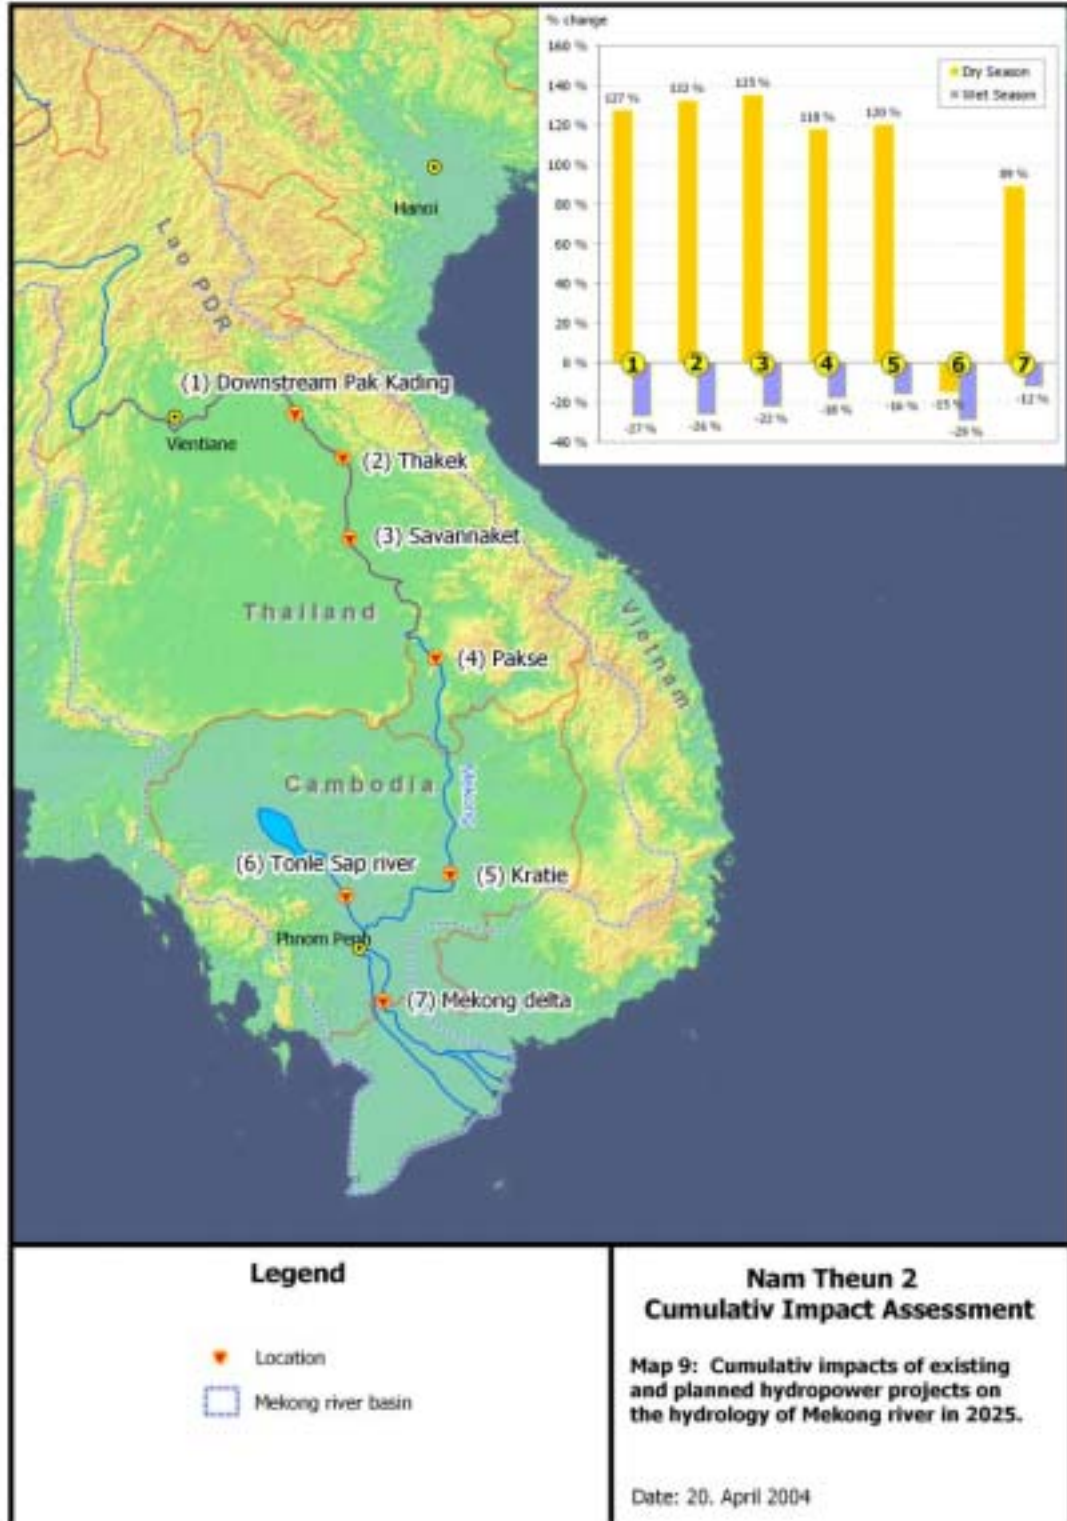 % change
160 %
140 %
120 %
100 %
80 %
60 %
40 %
20 %
0 %
-20 %
-40 %
Dry Season
Wet Season
127 %
132 %
135 %
118 %
120 %
-15 %
89 %
1
2
3
4
5
6
7
-27 %
-26 %
-22 %
-18 %
-16 %
-29 %
-12 %
Hanoi
Lao PDR
(1) Downstream Pak Kading
Vientiane
(2) Thakek
(3) Savannaket
Thailand
Vietnam
(4) Pakse
Cambodia
Mekong
(6) Tonle Sap river
(5) Kratie
Phnom Penh
(7) Mekong delta
Legend
Location
Mekong river basin
Nam Theun 2
Cumulativ Impact Assessment
Map 9: Cumulativ impacts of existing
and planned hydropower projects on
the hydrology of Mekong river in 2025.
Date: 20. April 2004